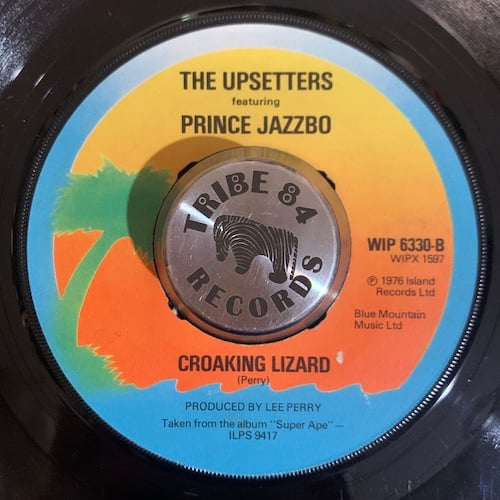 THE UPSETTERS
featuring
PRINCE JAZZBO
TRIBE 84
RECORDS
WIP 6330-B
WIPX 1597
℗ 1976 Island
Records Ltd
Blue Mountain
Music Ltd
CROAKING LIZARD
(Perry)
PRODUCED BY LEE PERRY
Taken from the album "Super Ape" —
ILPS 9417